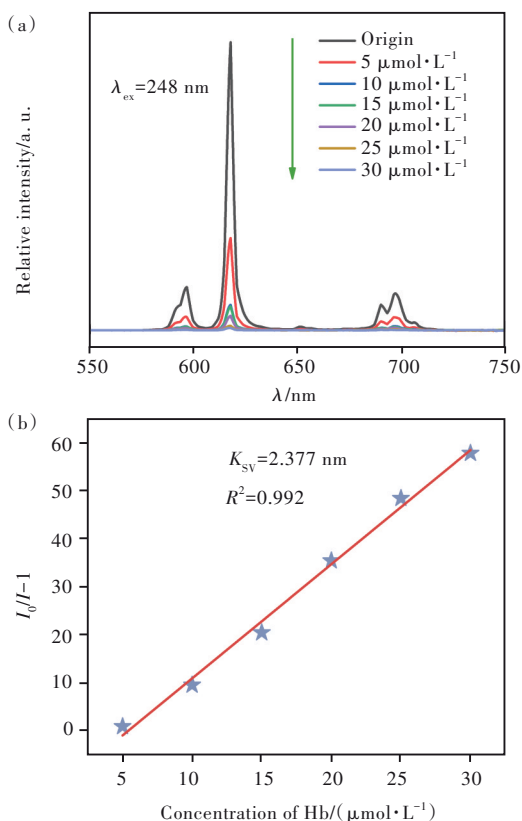 (a)
λex=248 nm
Origin
5 μmol·L⁻¹
10 μmol·L⁻¹
15 μmol·L⁻¹
20 μmol·L⁻¹
25 μmol·L⁻¹
30 μmol·L⁻¹
Relative intensity/a. u.
550 600 650 700 750
λ/nm
(b)
KSV=2.377 nm
R²=0.992
60
50
40
30
20
10
0
I₀/I−1
5 10 15 20 25 30
Concentration of Hb/(μmol·L⁻¹)